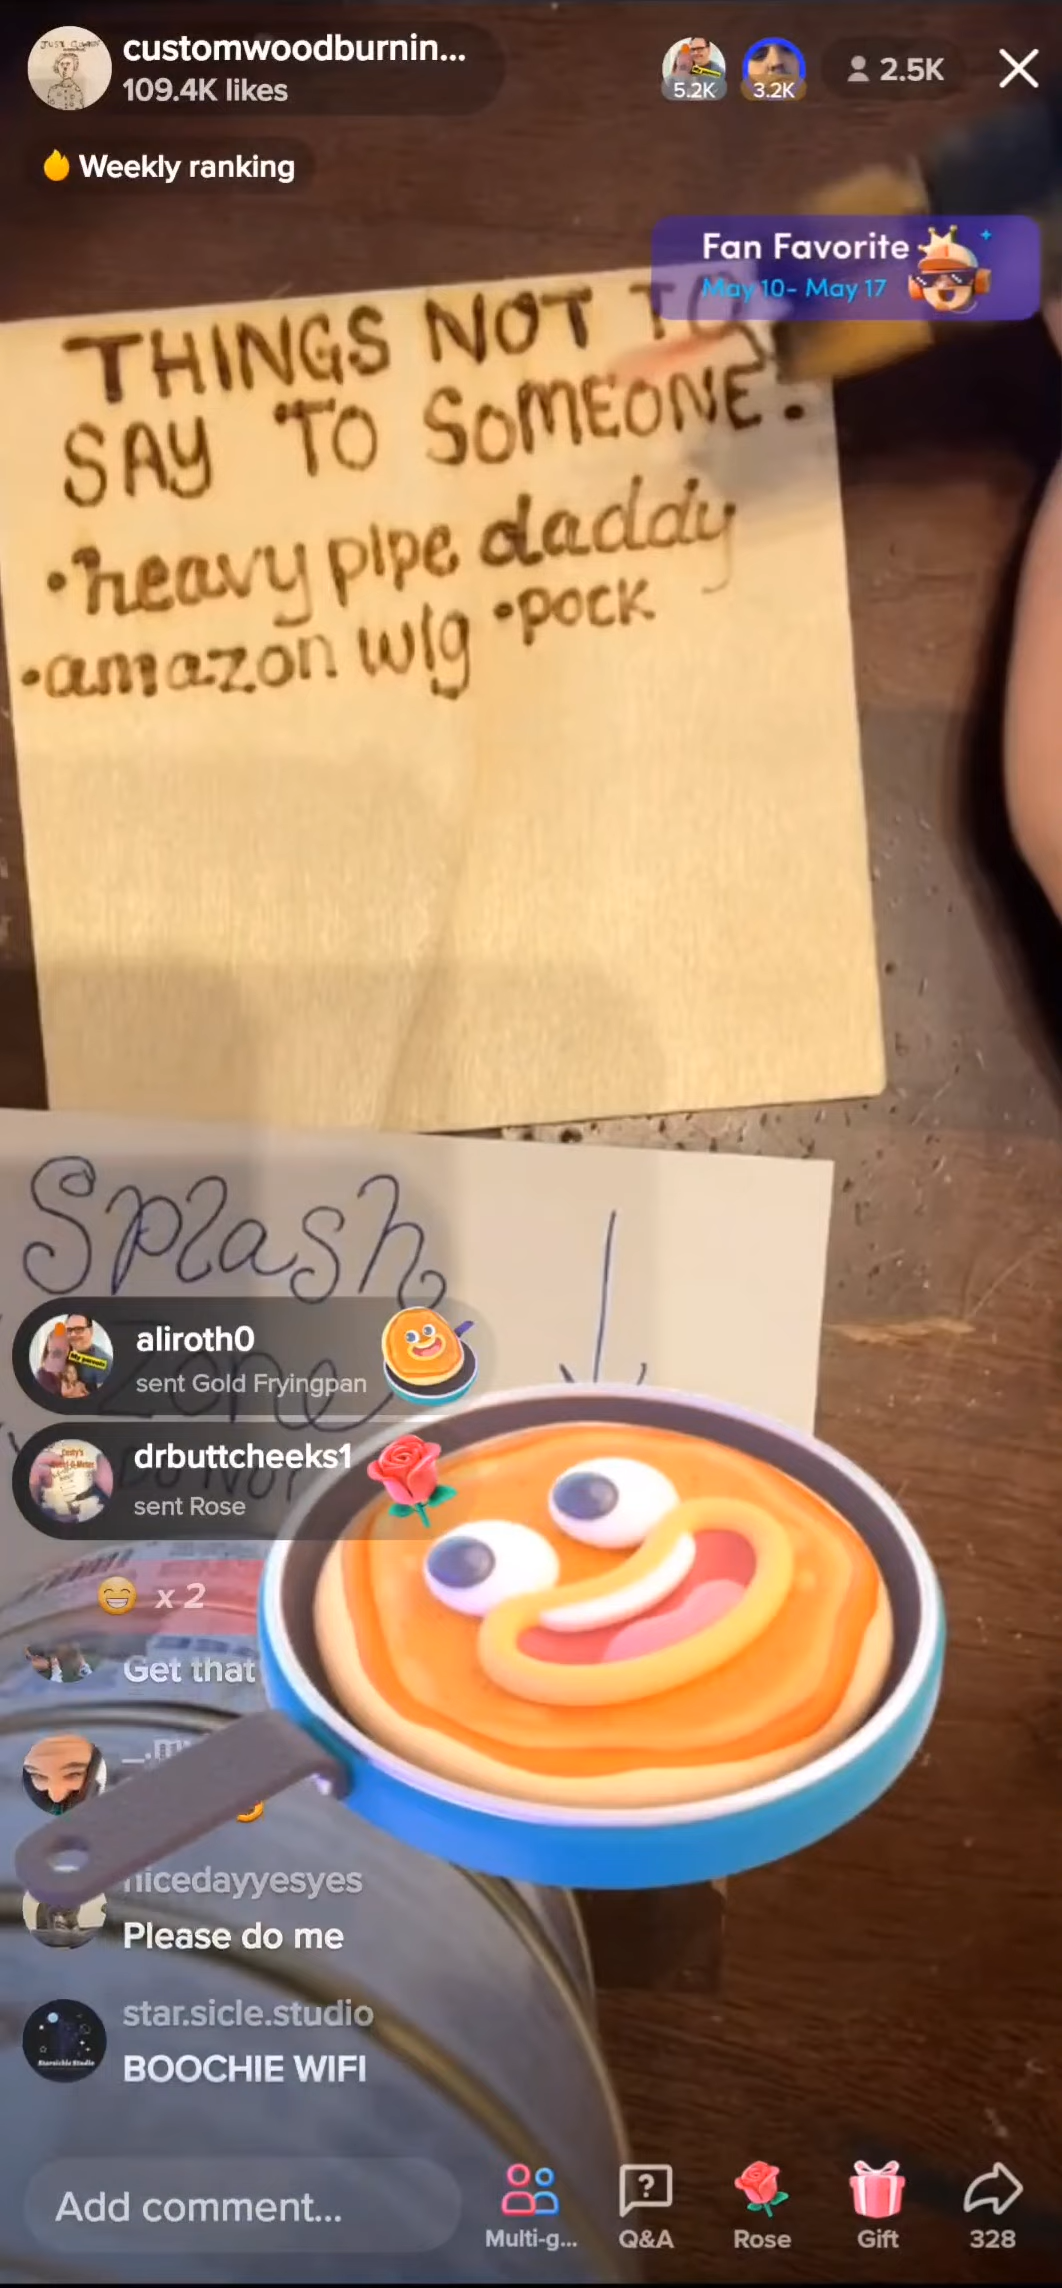 customwoodburnin...
109.4K likes
5.2K
3.2K
2.5K
Weekly ranking
Fan Favorite
May 10- May 17
THINGS NOT TO
SAY TO SOMEONE:
•heavy pipe daddy
•amazon wig •pock
Splash
Zone
DO NOT
aliroth0
sent Gold Fryingpan
drbuttcheeks1
sent Rose
x 2
Get that
nicedayyesyes
Please do me
star.sicle.studio
BOOCHIE WIFI
Add comment...
Multi-g...
Q&A
Rose
Gift
328